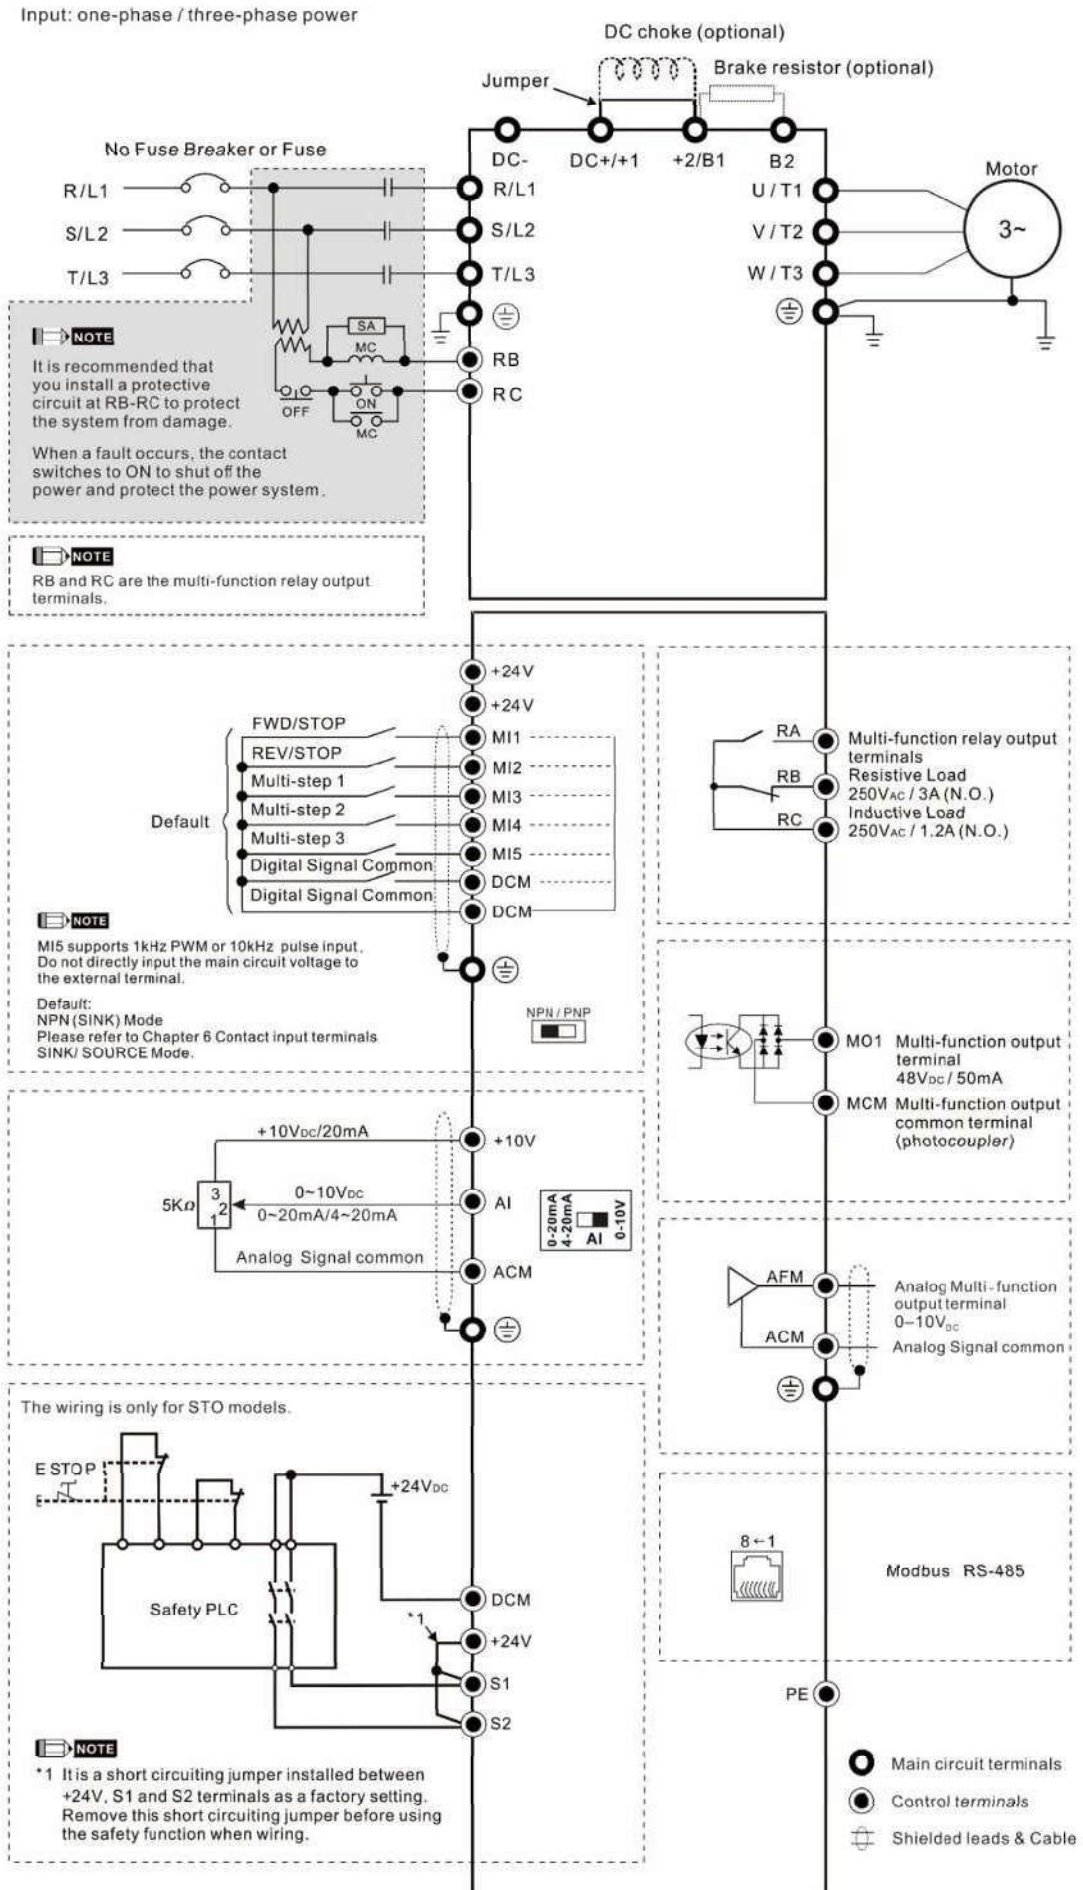 Input: one-phase / three-phase power
DC choke (optional)
Jumper
Brake resistor (optional)
No Fuse Breaker or Fuse
DC-
DC+/+1
+2/B1
B2
R/L1
R/L1
U/T1
Motor
S/L2
S/L2
V/T2
3~
T/L3
T/L3
W/T3
NOTE
It is recommended that
you install a protective
circuit at RB-RC to protect
the system from damage.
When a fault occurs, the contact
switches to ON to shut off the
power and protect the power system.
SA
MC
RB
OFF
ON
MC
RC
NOTE
RB and RC are the multi-function relay output
terminals.
+24V
+24V
Default
FWD/STOP
MI1
REV/STOP
MI2
Multi-step 1
MI3
Multi-step 2
MI4
Multi-step 3
MI5
Digital Signal Common
DCM
Digital Signal Common
DCM
NOTE
MI5 supports 1kHz PWM or 10kHz pulse input,
Do not directly input the main circuit voltage to
the external terminal.
Default:
NPN (SINK) Mode
Please refer to Chapter 6 Contact input terminals
SINK/ SOURCE Mode.
NPN / PNP
RA
RB
RC
Multi-function relay output
terminals
Resistive Load
250VAC / 3A (N.O.)
Inductive Load
250VAC / 1.2A (N.O.)
MO1
Multi-function output
terminal
48VDC / 50mA
MCM
Multi-function output
common terminal
(photocoupler)
+10VDC/20mA
+10V
5KΩ
3
2
1
0~10VDC
0~20mA/4~20mA
AI
Analog Signal common
ACM
0-20mA
4-20mA
AI
0-10V
AFM
Analog Multi-function
output terminal
0–10VDC
ACM
Analog Signal common
The wiring is only for STO models.
E STOP
+24VDC
Safety PLC
DCM
*1
+24V
S1
S2
NOTE
*1 It is a short circuiting jumper installed between
+24V, S1 and S2 terminals as a factory setting.
Remove this short circuiting jumper before using
the safety function when wiring.
8←1
Modbus RS-485
PE
Main circuit terminals
Control terminals
Shielded leads & Cable